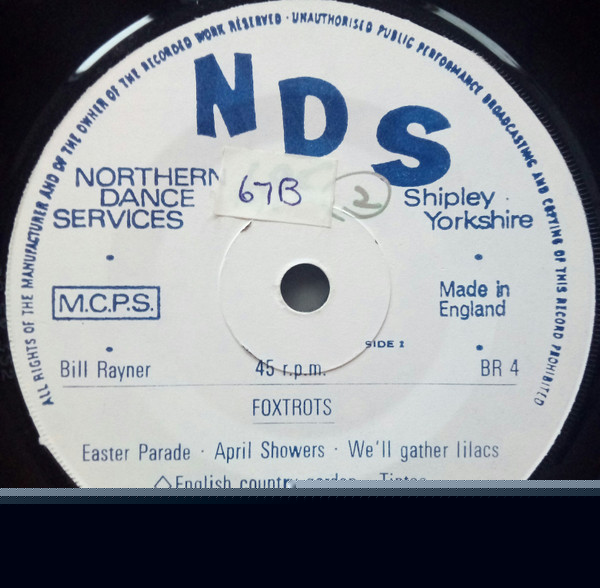 ALL RIGHTS OF THE MANUFACTURER AND OF THE OWNER OF THE RECORDED WORK RESERVED · UNAUTHORISED PUBLIC PERFORMANCE BROADCASTING AND COPYING OF THIS RECORD PROHIBITED
NDS
NORTHERN
DANCE
SERVICES
67B
2
Shipley
Yorkshire
M.C.P.S.
Made in
England
SIDE 1
Bill Rayner
45 r.p.m.
BR 4
FOXTROTS
Easter Parade · April Showers · We'll gather lilacs
English country